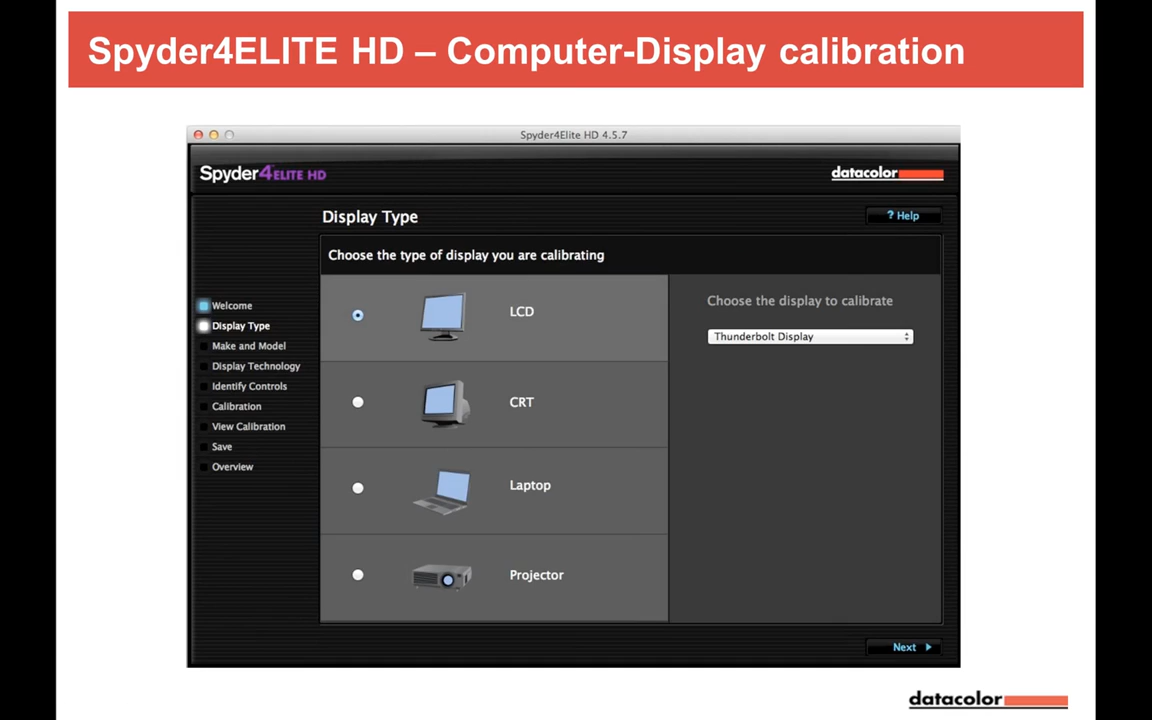 Spyder4ELITE HD – Computer-Display calibration
Spyder4Elite HD 4.5.7
Spyder4ELITE HD
datacolor
Display Type
? Help
Choose the type of display you are calibrating
Welcome
Display Type
Make and Model
Display Technology
Identify Controls
Calibration
View Calibration
Save
Overview
LCD
CRT
Laptop
Projector
Choose the display to calibrate
Thunderbolt Display
Next
datacolor